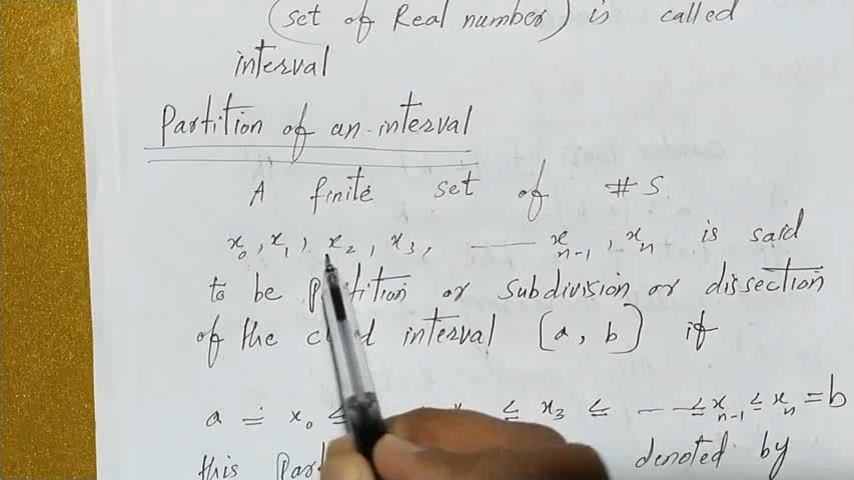 (set of Real number) is called
interval
Partition of an interval
A finite set of #S
x₀, x₁, x₂, x₃, —— xₙ₋₁, xₙ is said
to be partition or subdivision or dissection
of the closed interval [a, b] if
a = x₀ ≤ ≤ x₃ ≤ —— ≤ xₙ₋₁ ≤ xₙ = b
this denoted by